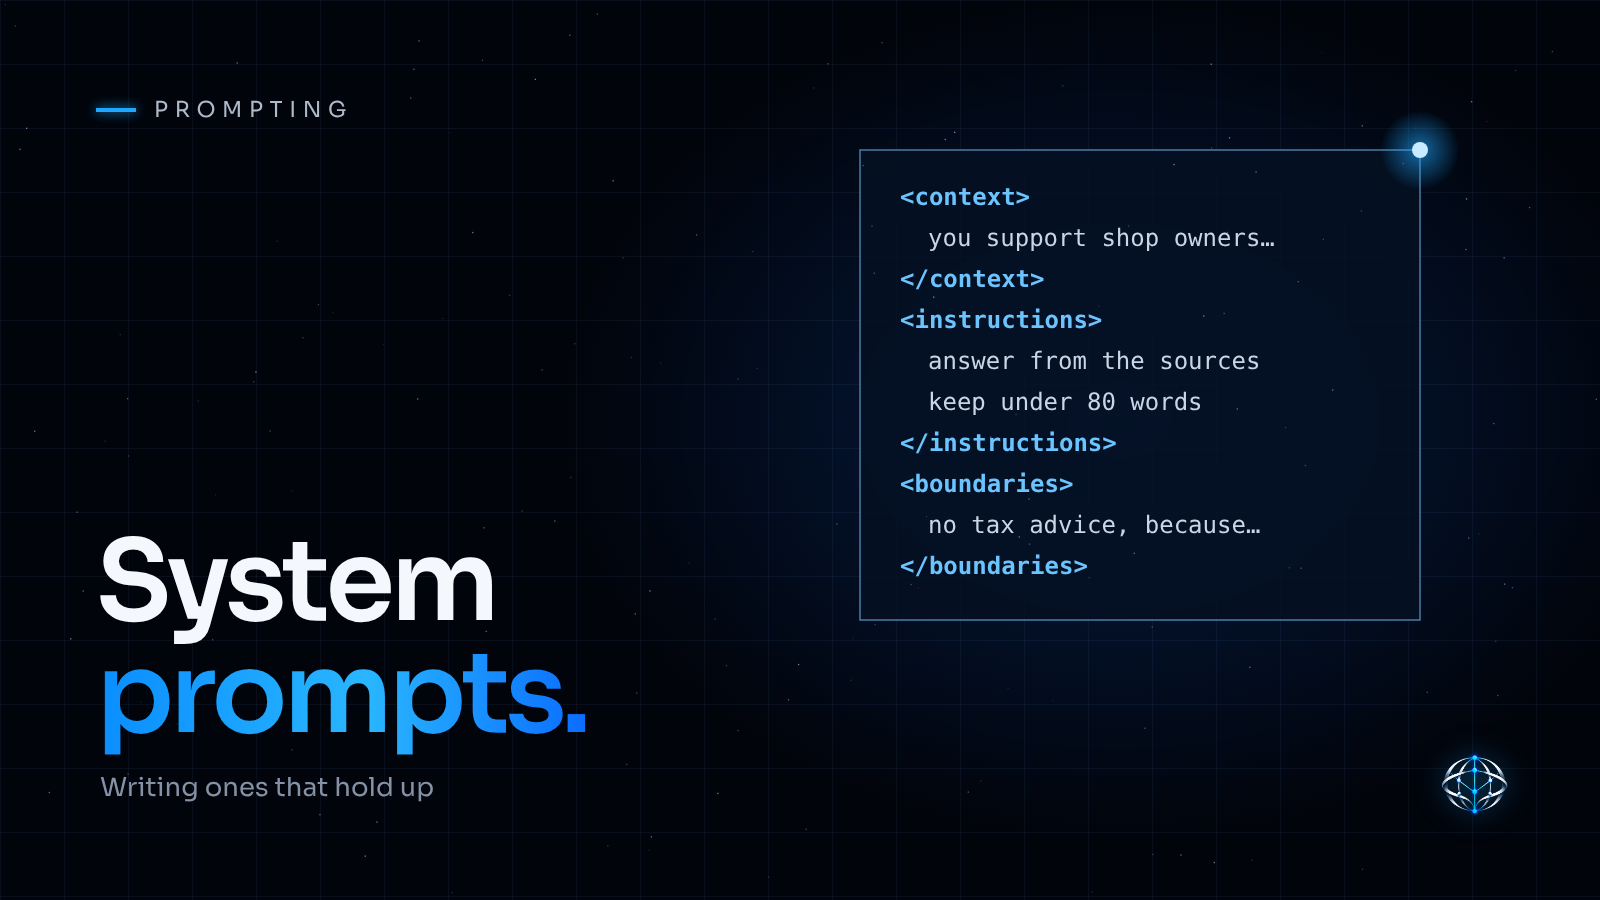 PROMPTING
System
prompts.
Writing ones that hold up
<context>
you support shop owners…
</context>
<instructions>
answer from the sources
keep under 80 words
</instructions>
<boundaries>
no tax advice, because…
</boundaries>